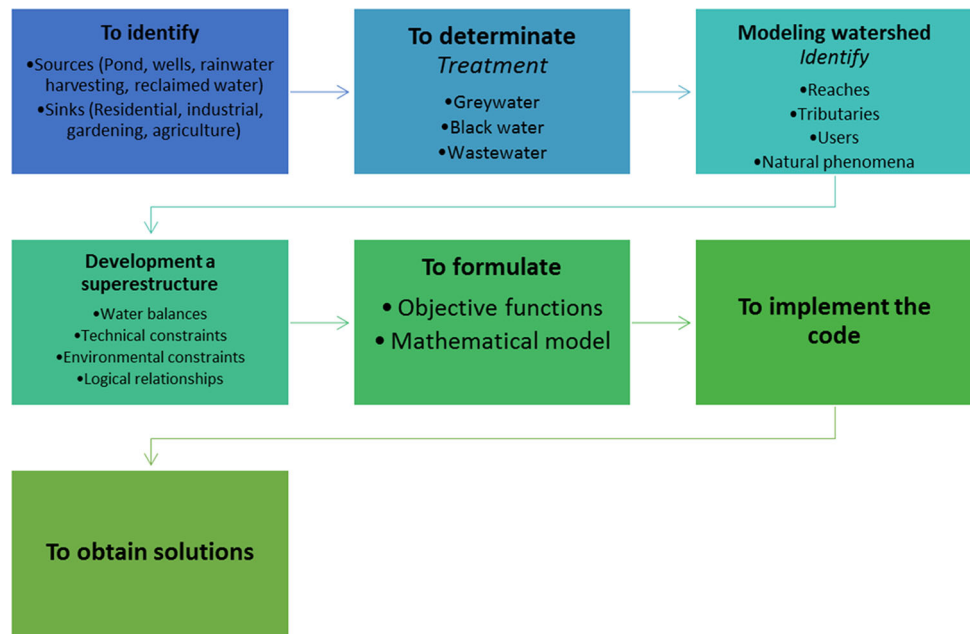 To identify
•Sources (Pond, wells, rainwater
harvesting, reclaimed water)
•Sinks (Residential, industrial,
gardening, agriculture)
To determinate
Treatment
•Greywater
•Black water
•Wastewater
Modeling watershed
Identify
•Reaches
•Tributaries
•Users
•Natural phenomena
Development a
superestructure
•Water balances
•Technical constraints
•Environmental constraints
•Logical relationships
To formulate
• Objective functions
• Mathematical model
To implement the
code
To obtain solutions